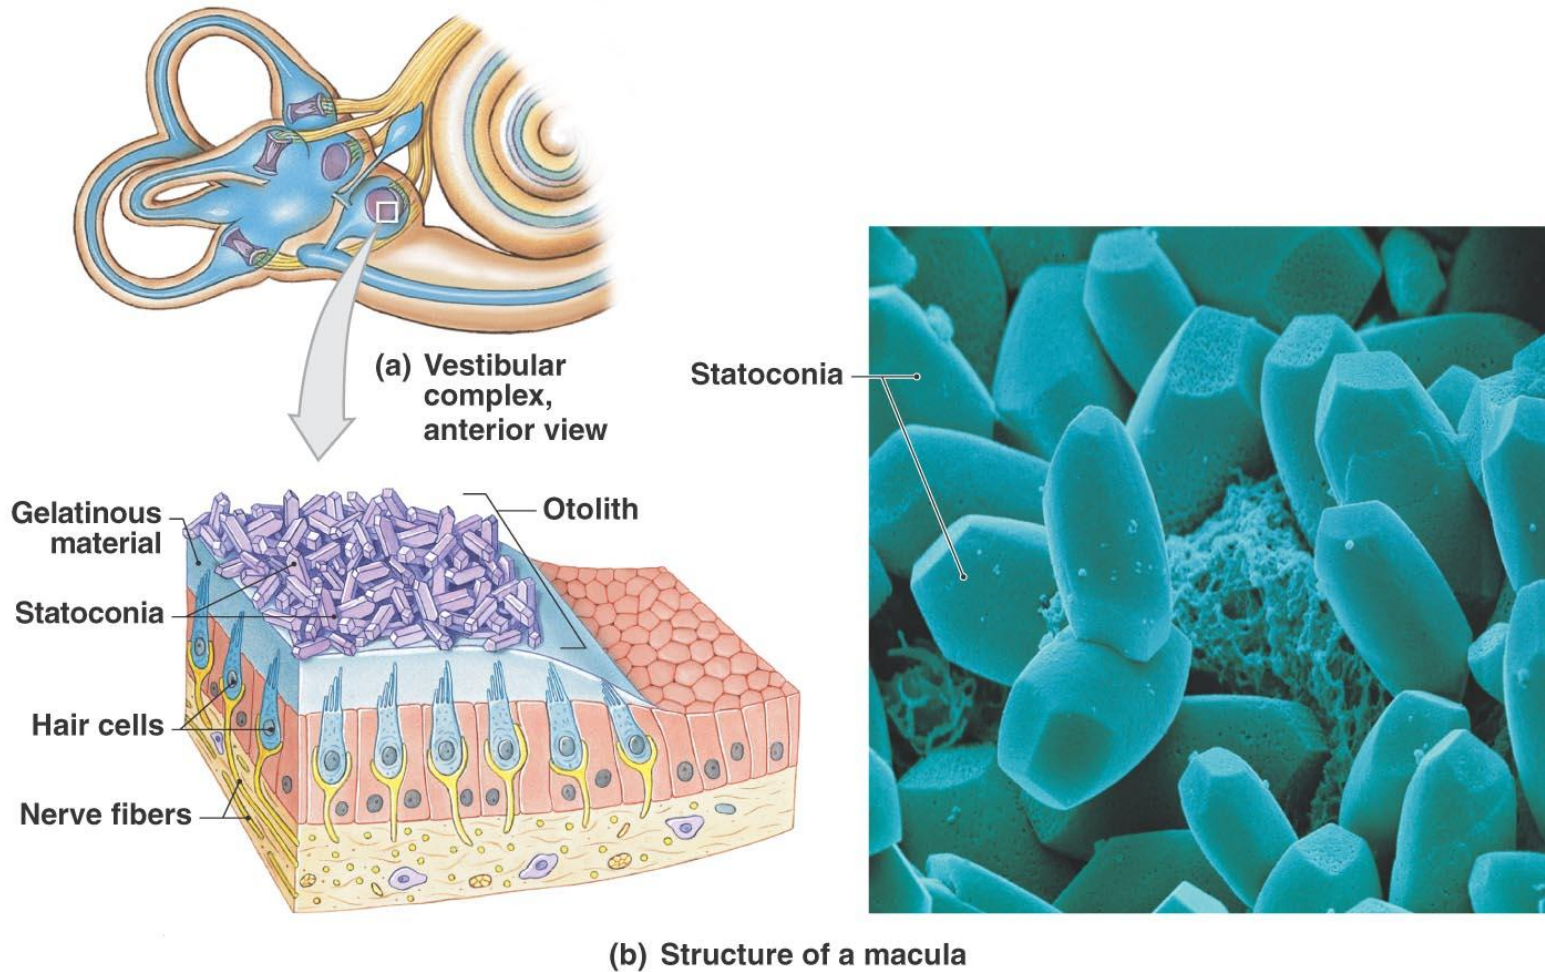 (a) Vestibular
complex,
anterior view
Statoconia
Gelatinous
material
Otolith
Statoconia
Hair cells
Nerve fibers
(b) Structure of a macula